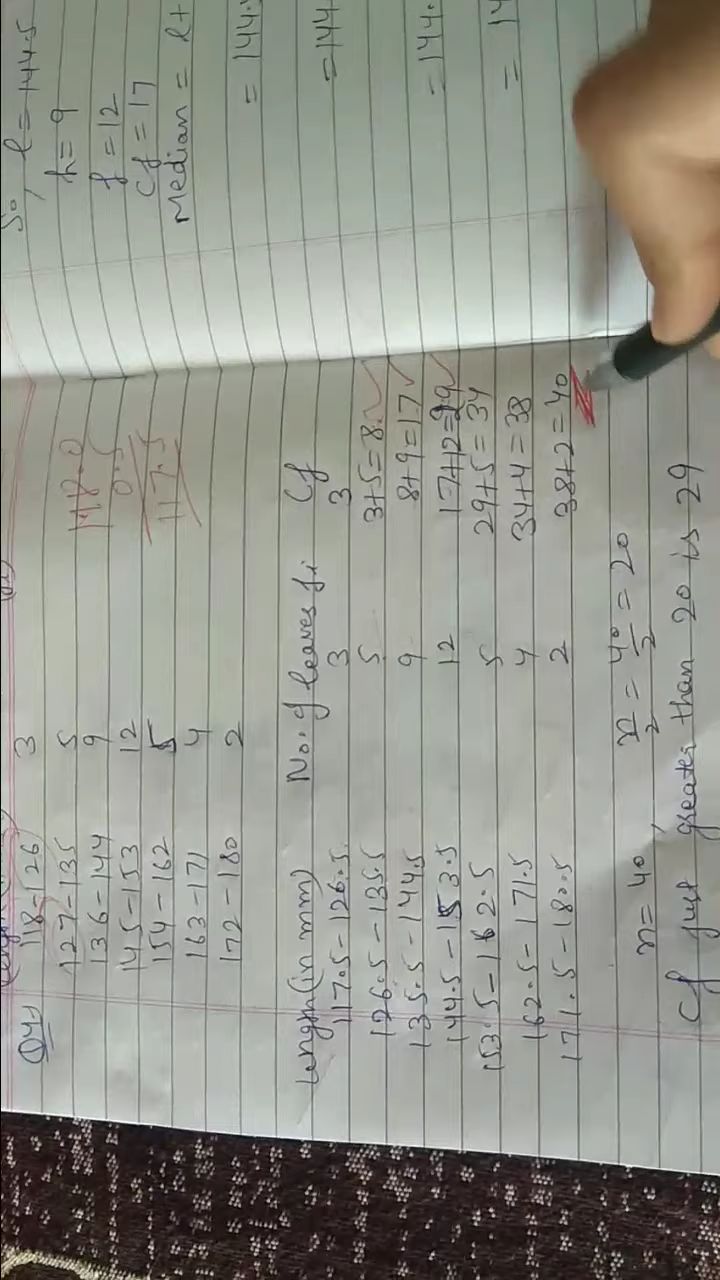 Q4,
118-126 3
127-135 5
136-144 9
145-153 12
154-162 5
163-171 4
172-180 2
118.0
0.5
117.5
length (in mm) No. of leaves fi Cf
117.5-126.5 3 3
126.5-135.5 5 3+5=8
135.5-144.5 9 8+9=17
144.5-153.5 12 17+12=29
153.5-162.5 5 29+5=34
162.5-171.5 4 34+4=38
171.5-180.5 2 38+2=40
n=40, n/2 = 40/2 = 20
Cf just greater than 20 is 29
So, l=144.5
h=9
f=12
Cf=17
Median = l+
=144.
=144
=144.
=14